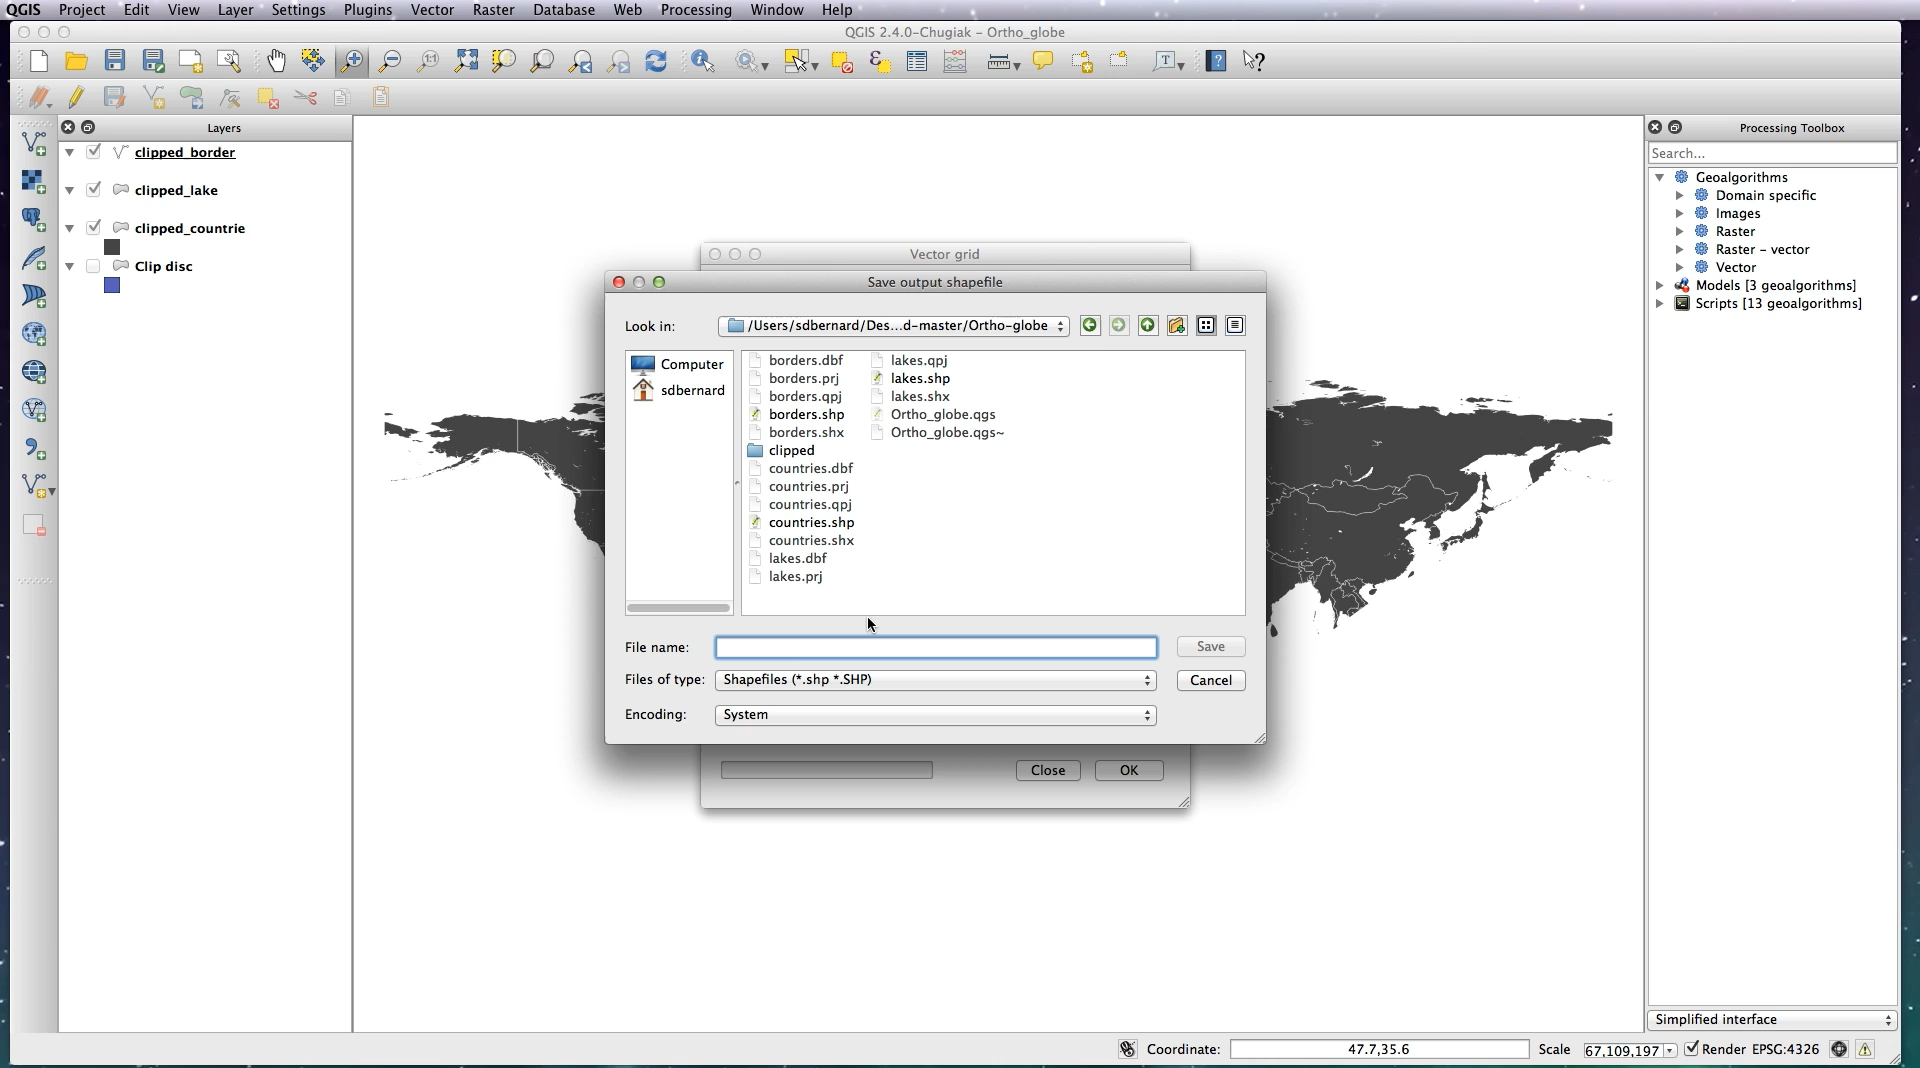 QGIS Project Edit View Layer Settings Plugins Vector Raster Database Web Processing Window Help
QGIS 2.4.0-Chugiak - Ortho_globe
Layers
clipped_border
clipped_lake
clipped_countrie
Clip disc
Vector grid
Save output shapefile
Look in: /Users/sdbernard/Des...d-master/Ortho-globe
Computer
sdbernard
borders.dbf
borders.prj
borders.qpj
borders.shp
borders.shx
clipped
countries.dbf
countries.prj
countries.qpj
countries.shp
countries.shx
lakes.dbf
lakes.prj
lakes.qpj
lakes.shp
lakes.shx
Ortho_globe.qgs
Ortho_globe.qgs~
File name: Save
Files of type: Shapefiles (*.shp *.SHP) Cancel
Encoding: System
Close OK
Processing Toolbox
Search...
Geoalgorithms
Domain specific
Images
Raster
Raster - vector
Vector
Models [3 geoalgorithms]
Scripts [13 geoalgorithms]
Simplified interface
Coordinate: 47.7,35.6 Scale 67,109,197 Render EPSG:4326